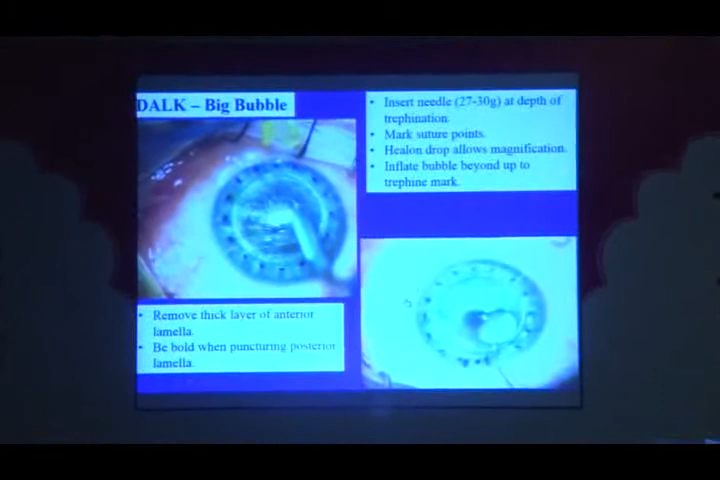 DALK – Big Bubble
• Insert needle (27-30g) at depth of
trephination.
• Mark suture points.
• Healon drop allows magnification.
• Inflate bubble beyond up to
trephine mark.
• Remove thick layer of anterior
lamella.
• Be bold when puncturing posterior
lamella.